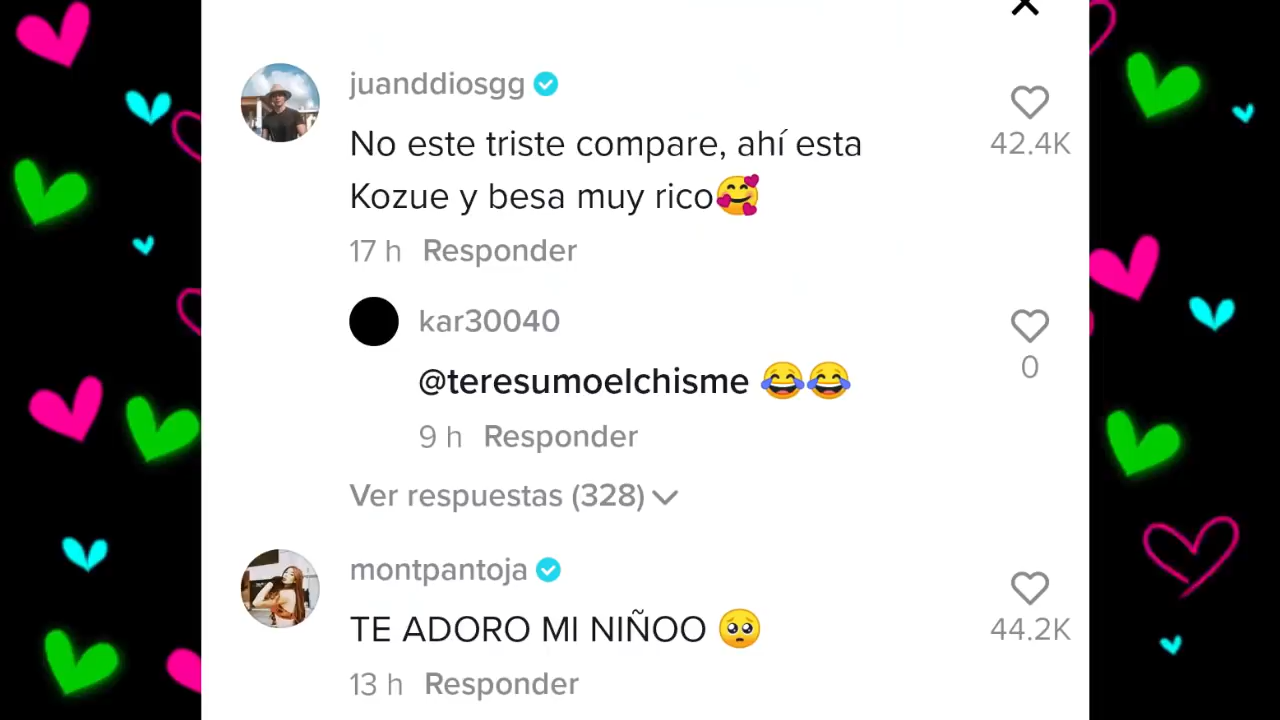 juanddiosgg
No este triste compare, ahí esta
Kozue y besa muy rico🥰
42.4K
17 h Responder
kar30040
@teresumoelchisme 😂😂
0
9 h Responder
Ver respuestas (328)
montpantoja
TE ADORO MI NIÑOO 🥺
44.2K
13 h Responder